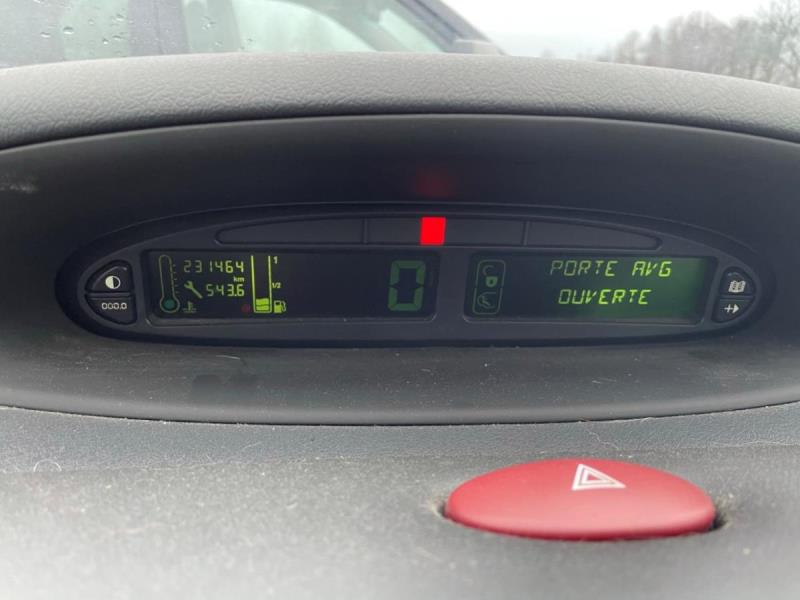 231464
km
543.6
000.0
1
1/2
0
PORTE AVG
OUVERTE